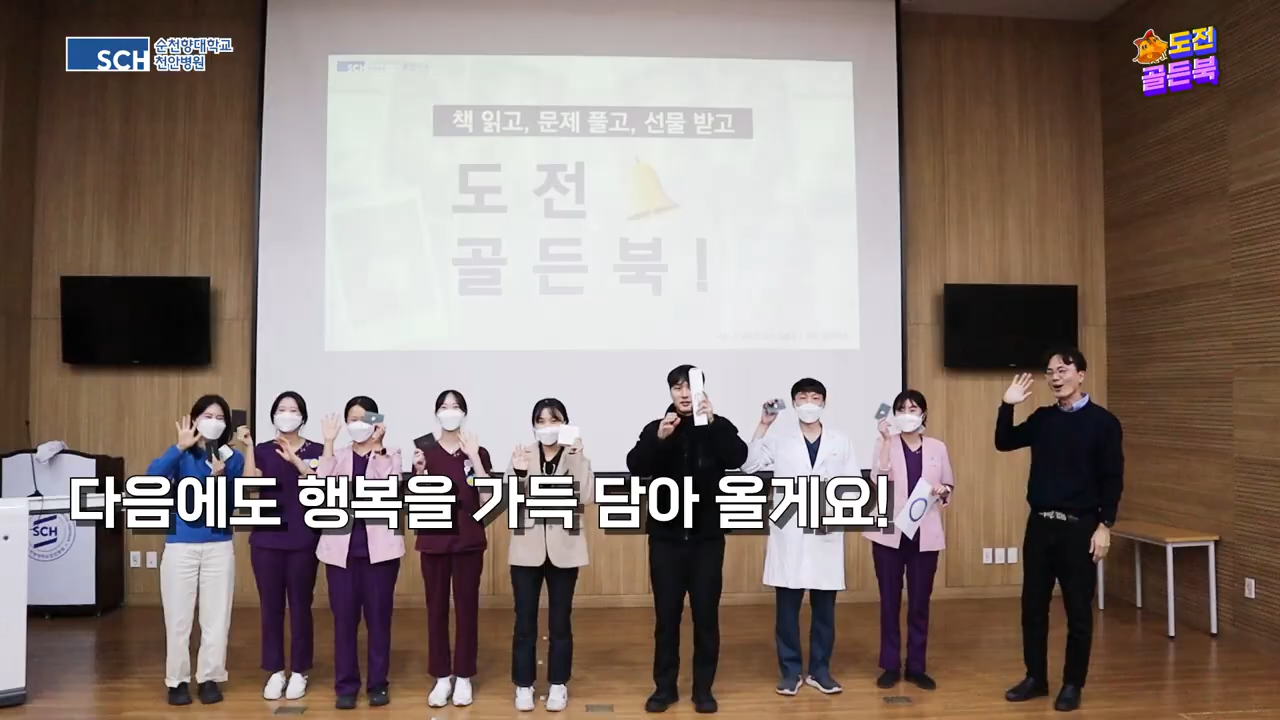 SCH 순천향대학교
천안병원
도전
골든북
SCH
책 읽고, 문제 풀고, 선물 받고
도전
골든북!
다음에도 행복을 가득 담아 올게요!
SCH